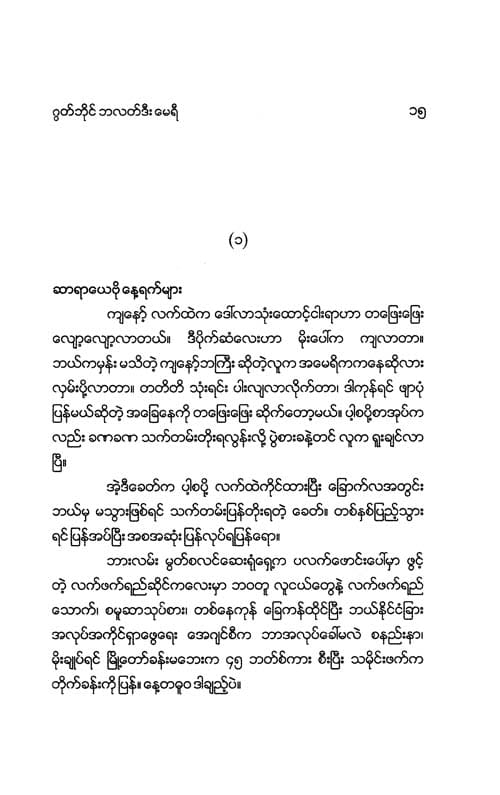 ဂွတ်ဘိုင် ဘလတ်ဒီး မေရီ ၁၅
(၁)
ဆာရာယေဗို နေ့ရက်များ
ကျနော့် လက်ထဲက ဒေါ်လာသုံးထောင့်ငါးရာဟာ တဖြေးဖြေး
လျော့လျော့လာတယ်။ ဒီပိုက်ဆံလေးဟာ မိုးပေါ်က ကျလာတာ။
ဘယ်ကမှန်း မသိတဲ့ ကျနော့်ဘကြီး ဆိုတဲ့လူက အမေရိကကနေဆိုလား
လှမ်းပို့လာတာ။ တတိတိ သုံးရင်း ပါးလျလာလိုက်တာ၊ ဒါကုန်ရင် ဖျာပုံ
ပြန်မယ်ဆိုတဲ့ အခြေနေကို တဖြေးဖြေး ဆိုက်တော့မယ်။ ပါ့စပို့စာအုပ်က
လည်း ခဏခဏ သက်တမ်းတိုးရလွန်းလို့ ပွဲစားခနဲ့တင် လူက ရူးချင်လာ
ပြီ။
အဲ့ဒီခေတ်က ပါ့စပို့ လက်ထဲကိုင်ထားပြီး ခြောက်လအတွင်း
ဘယ်မှ မသွားဖြစ်ရင် သက်တမ်းပြန်တိုးရတဲ့ ခေတ်။ တစ်နှစ်ပြည့်သွား
ရင် ပြန်အပ်ပြီး အစအဆုံး ပြန်လုပ်ရပြန်ရော။
ဘားလမ်း မွတ်စလင်ဆေးရုံရှေ့က ပလက်ဖောင်းပေါ်မှာ ဖွင့်
တဲ့ လက်ဖက်ရည်ဆိုင်ကလေးမှာ ဘဝတူ လူငယ်တွေနဲ့ လက်ဖက်ရည်
သောက်၊ စမူဆာသုပ်စား၊ တစ်နေကုန် ခြေကန်ထိုင်ပြီး ဘယ်နိုင်ငံခြား
အလုပ်အကိုင်ရှာဖွေရေး အေဂျင်စီက ဘာအလုပ်ခေါ်မလဲ စနည်းနာ၊
မိုးချုပ်ရင် မြို့တော်ခန်းမဘေးက ၄၅ ဘတ်စ်ကား စီးပြီး သမိုင်းဖက်က
တိုက်ခန်းကို ပြန်။ နေ့တဓူဝ ဒါချည့်ပဲ။